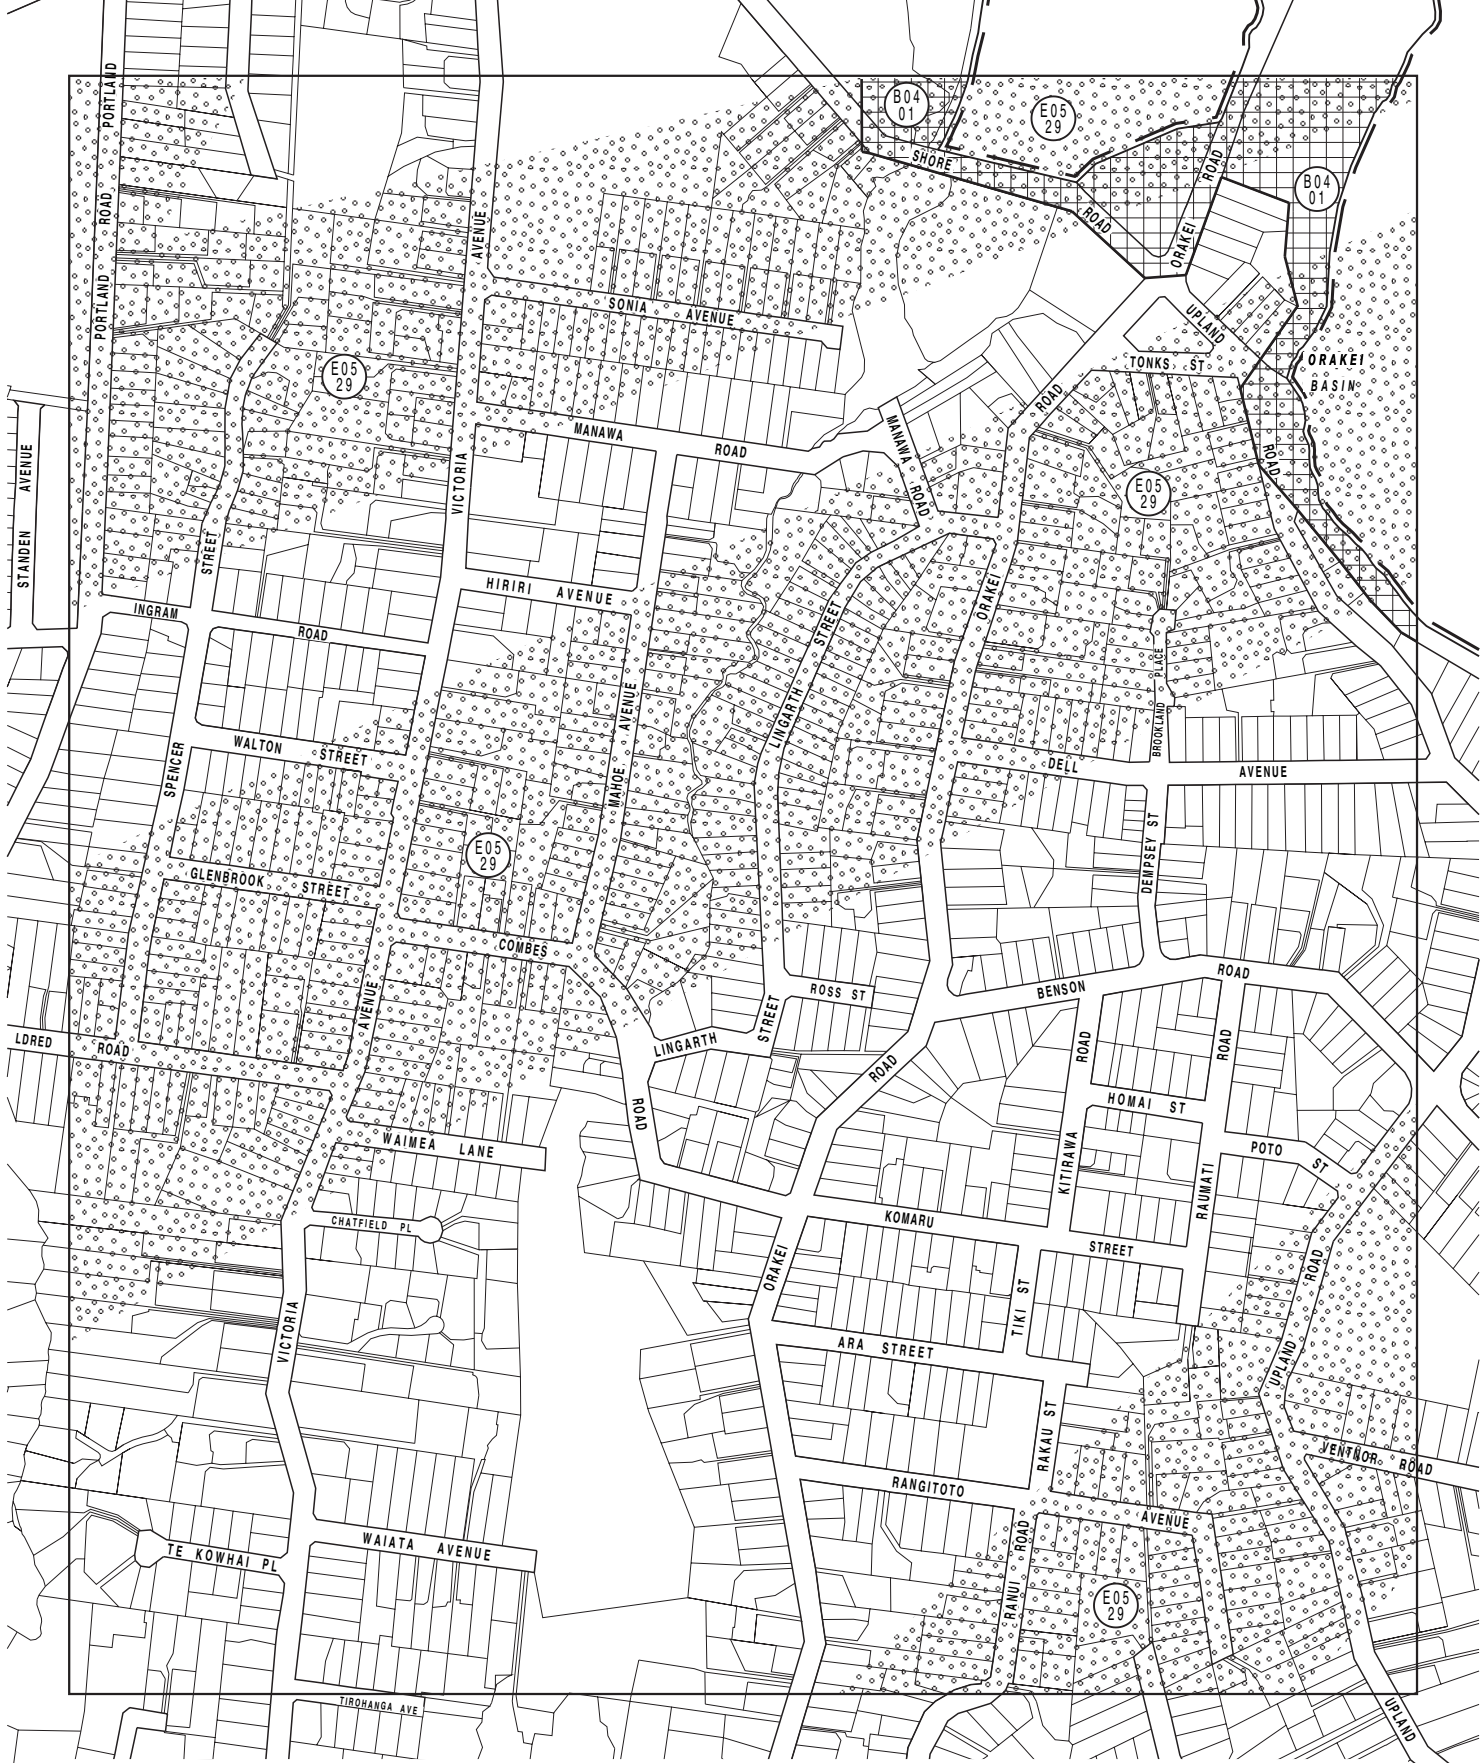 PORTLAND
ROAD
PORTLAND
B04
01
E05
29
SHORE
ROAD
ORAKEI
ROAD
B04
01
AVENUE
SONIA AVENUE
UPLAND
TONKS ST
ORAKEI
BASIN
E05
29
ROAD
MANAWA ROAD
MANAWA
ROAD
STANDEN AVENUE
VICTORIA
ROAD
E05
29
STREET
HIRIRI AVENUE
INGRAM
ROAD
ORAKEI
LINGARTH STREET
BROOKLAND PLACE
MAHOE AVENUE
SPENCER
WALTON STREET
DELL
AVENUE
E05
29
DEMPSEY ST
GLENBROOK STREET
COMBES
ROAD
AVENUE
ROSS ST
BENSON
ROAD
STREET
LINGARTH
LDRED ROAD
ROAD
ROAD
ROAD
HOMAI ST
WAIMEA LANE
KITIRAWA
RAUMATI
POTO ST
CHATFIELD PL
KOMARU
STREET
ORAKEI
TIKI ST
ROAD
VICTORIA
ARA STREET
UPLAND
RAKAU ST
VENTNOR ROAD
RANGITOTO
AVENUE
TE KOWHAI PL
WAIATA AVENUE
RANUI ROAD
E05
29
TIROHANGA AVE
UPLAND